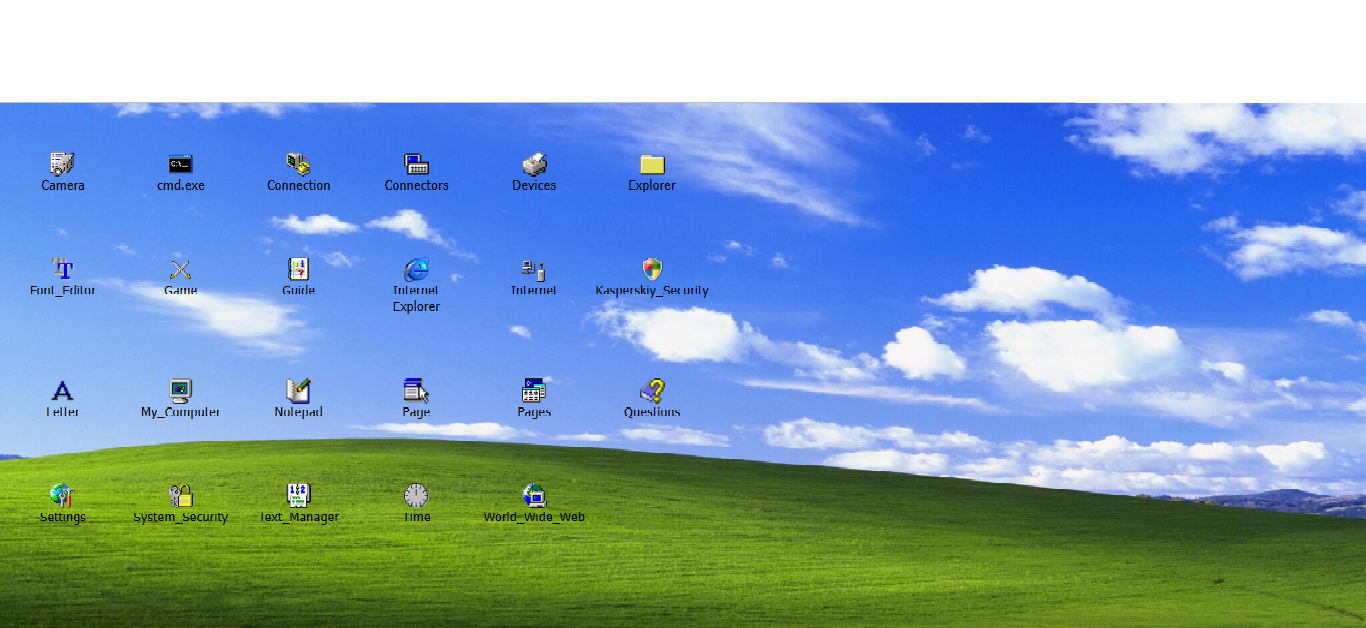 Camera
cmd.exe
Connection
Connectors
Devices
Explorer
Font_Editor
Game
Guide
Internet
Explorer
Internet
Kasperskiy_Security
Letter
My_Computer
Notepad
Page
Pages
Questions
Settings
System_Security
Text_Manager
Time
World_Wide_Web